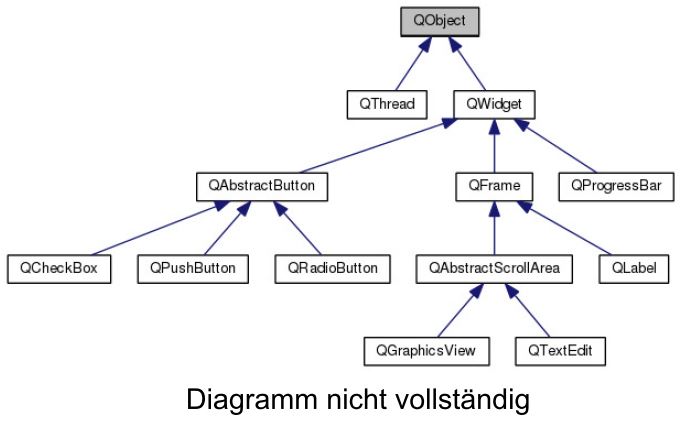 QObject
QThread QWidget
QAbstractButton QFrame QProgressBar
QCheckBox QPushButton QRadioButton QAbstractScrollArea QLabel
QGraphicsView QTextEdit
Diagramm nicht vollständig